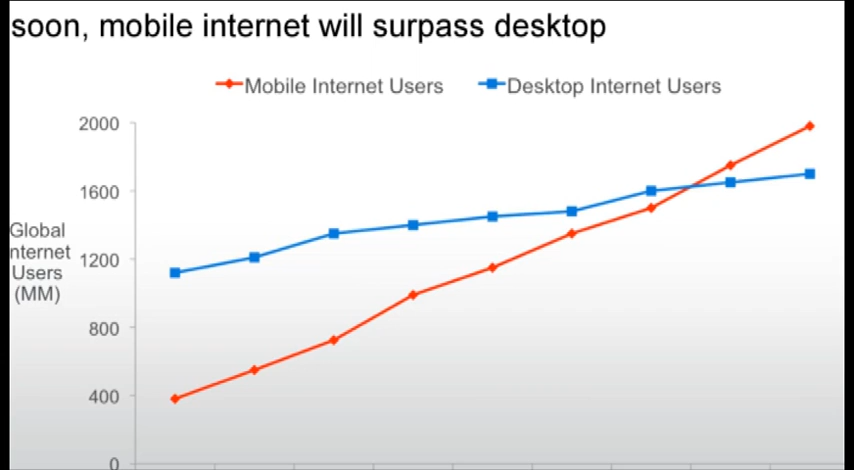 soon, mobile internet will surpass desktop
Mobile Internet Users
Desktop Internet Users
2000
1600
Global
nternet
Users
(MM)
1200
800
400
0